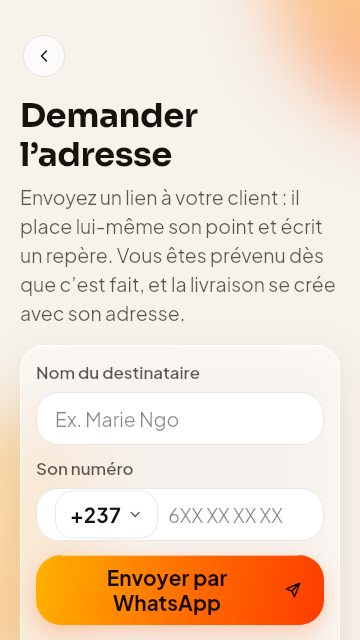 Demander
l’adresse
Envoyez un lien à votre client : il
place lui-même son point et écrit
un repère. Vous êtes prévenu dès
que c’est fait, et la livraison se crée
avec son adresse.
Nom du destinataire
Ex. Marie Ngo
Son numéro
+237 6XX XX XX XX
Envoyer par
WhatsApp